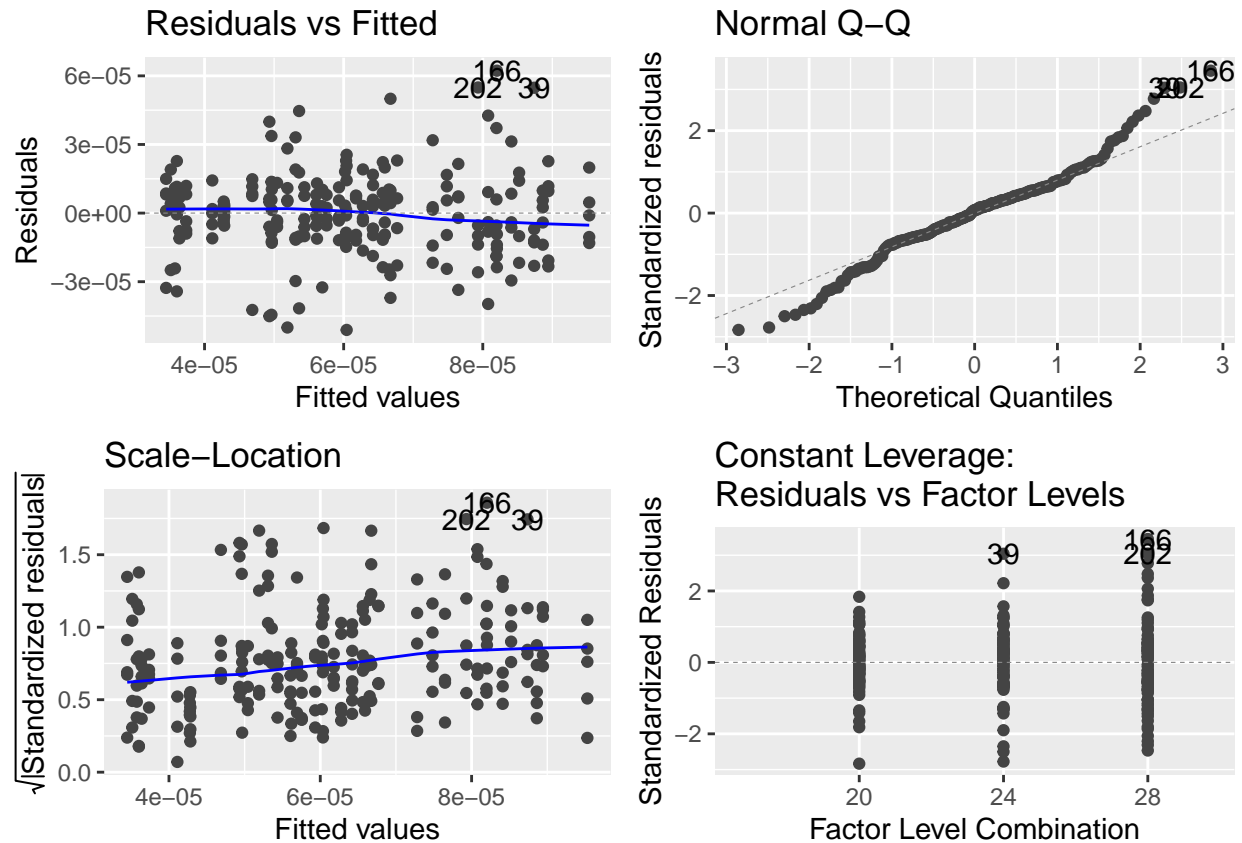 Residuals vs Fitted
6e−05
3e−05
0e+00
−3e−05
Residuals
166
202
39
4e−05
6e−05
8e−05
Fitted values
Normal Q−Q
2
0
−2
Standardized residuals
166
202
39
−3
−2
−1
0
1
2
3
Theoretical Quantiles
Scale−Location
1.5
1.0
0.5
0.0
√|Standardized residuals|
166
202
39
4e−05
6e−05
8e−05
Fitted values
Constant Leverage:
Residuals vs Factor Levels
2
0
−2
Standardized Residuals
39
166
202
20
24
28
Factor Level Combination